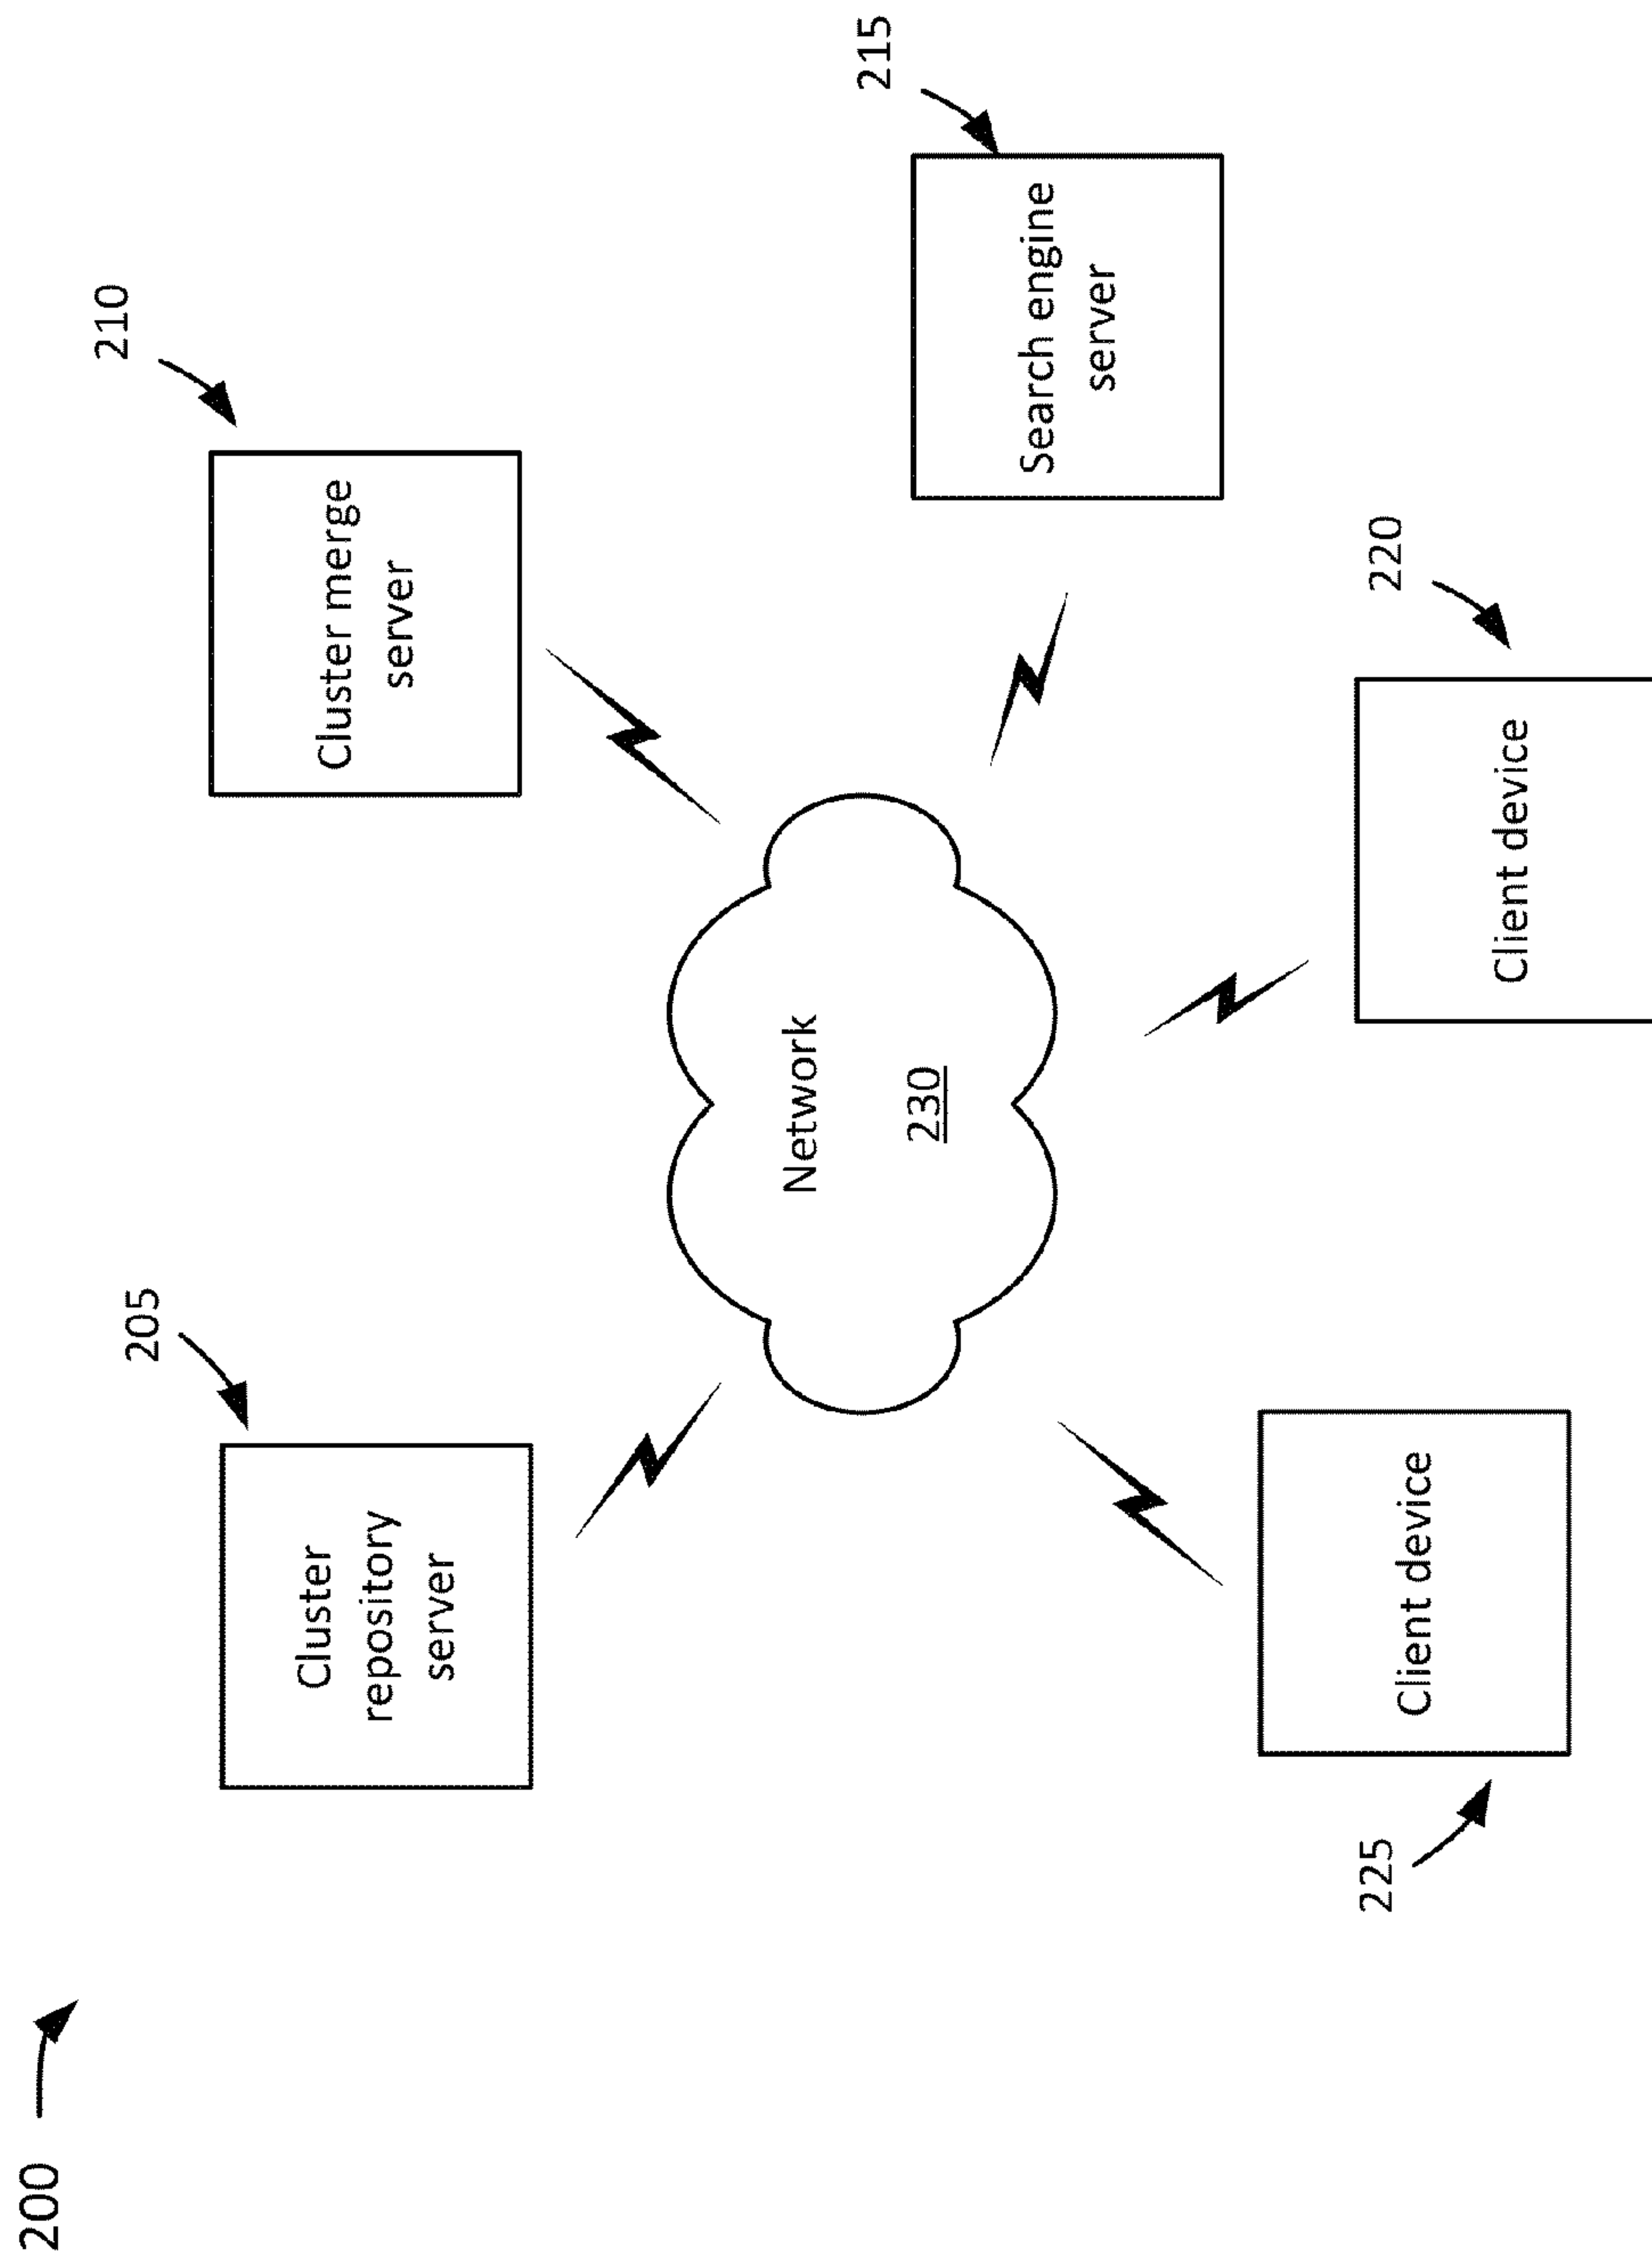 200
205
Cluster
repository
server
210
Cluster merge
server
215
Search engine
server
Network
230
220
Client device
225
Client device